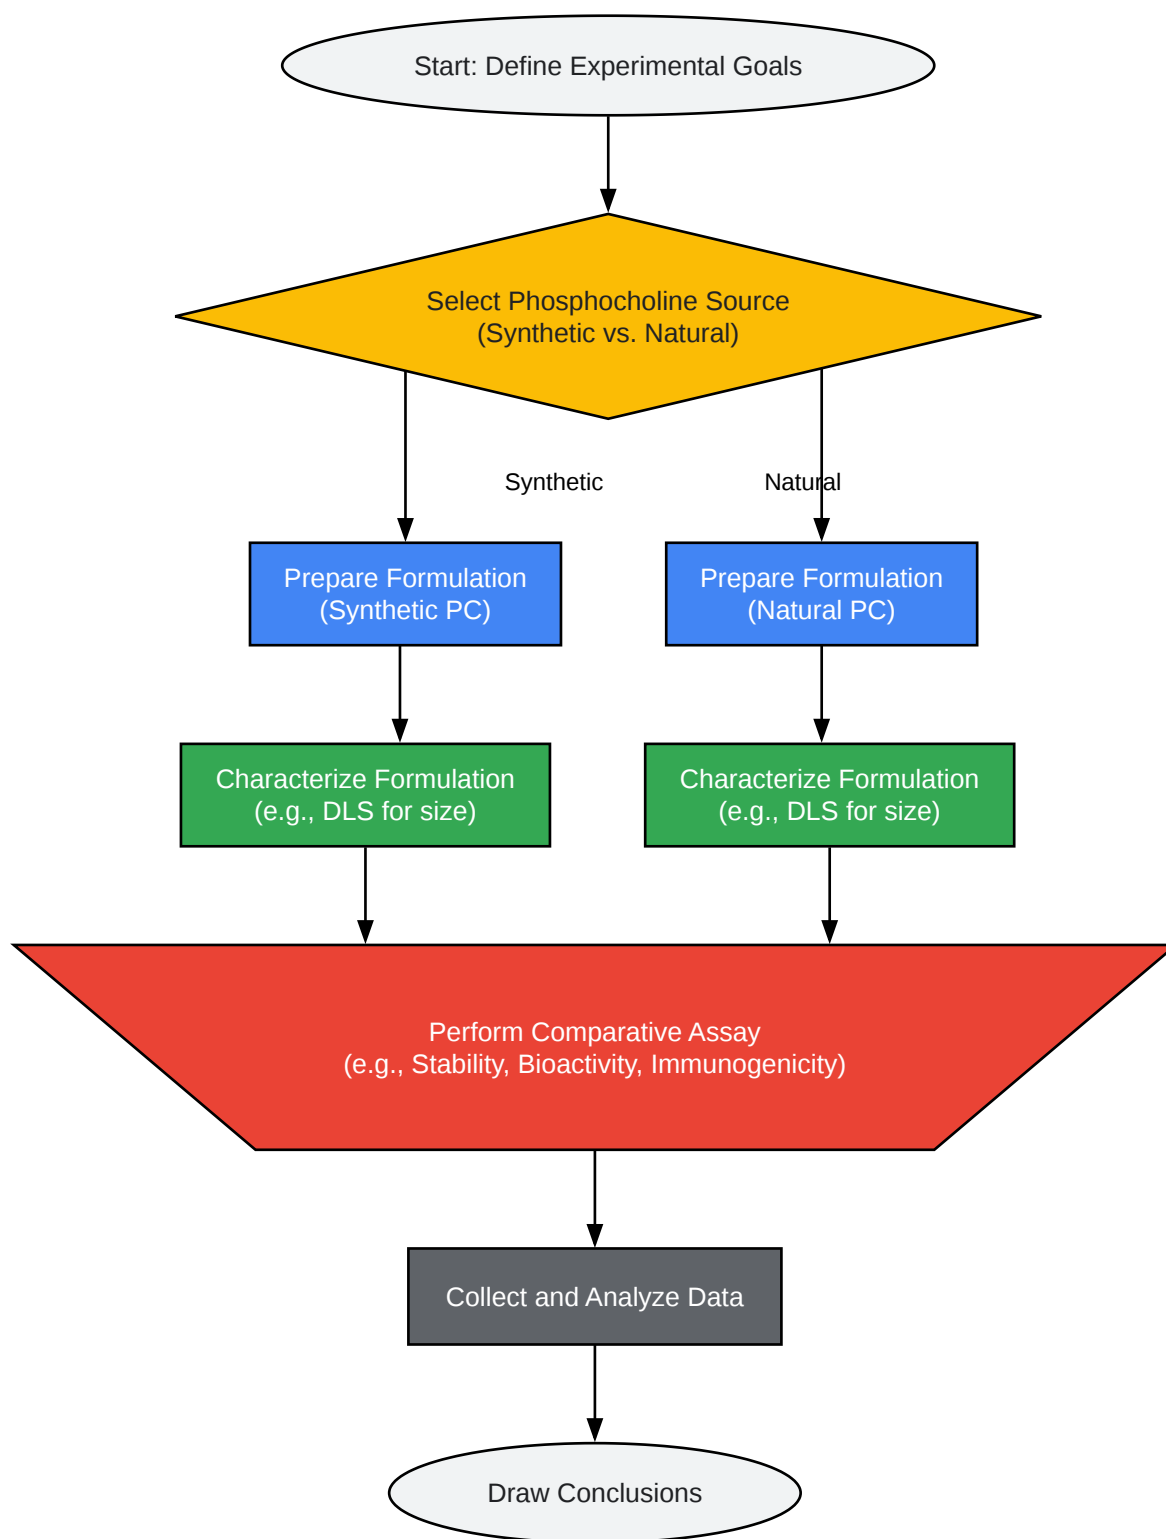 Start: Define Experimental Goals
Select Phosphocholine Source
(Synthetic vs. Natural)
Synthetic
Natural
Prepare Formulation
(Synthetic PC)
Prepare Formulation
(Natural PC)
Characterize Formulation
(e.g., DLS for size)
Characterize Formulation
(e.g., DLS for size)
Perform Comparative Assay
(e.g., Stability, Bioactivity, Immunogenicity)
Collect and Analyze Data
Draw Conclusions